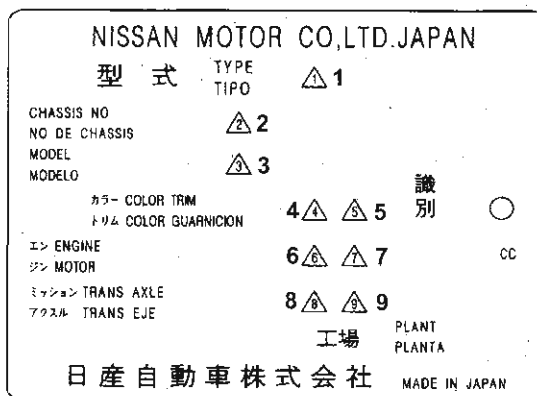 NISSAN MOTOR CO,LTD.JAPAN
型 式 TYPE TIPO 1 1
CHASSIS NO
NO DE CHASSIS 2 2
MODEL
MODELO 3 3
カラー COLOR TRIM
トリム COLOR GUARNICION 4 4 5 5 識別
エン ENGINE
ジン MOTOR 6 6 7 7 CC
ミッション TRANS AXLE
アクスル TRANS EJE 8 8 9 9
工場 PLANT PLANTA
日産自動車株式会社 MADE IN JAPAN